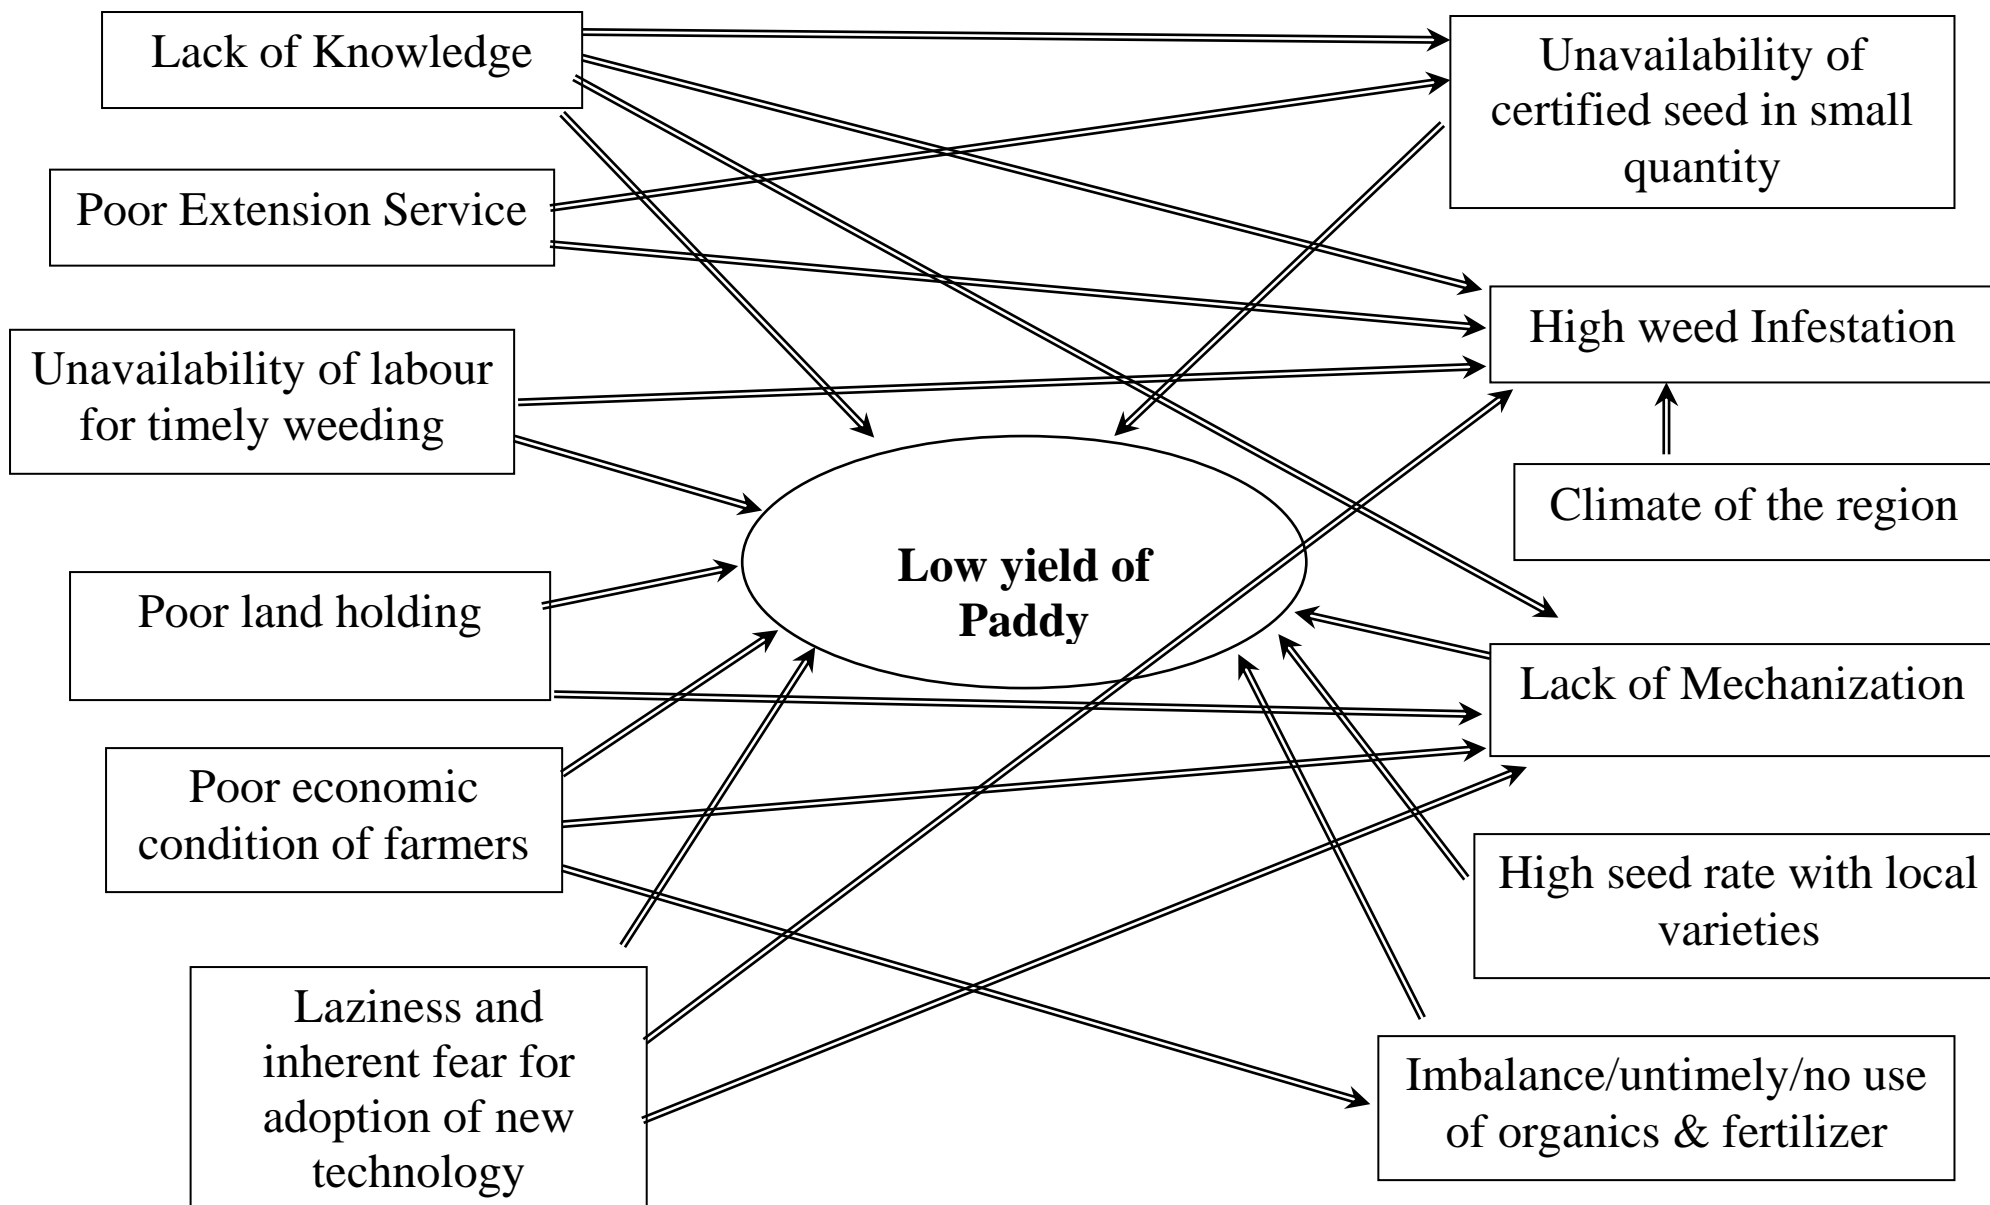 Lack of Knowledge
Unavailability of
certified seed in small
quantity
Poor Extension Service
High weed Infestation
Unavailability of labour
for timely weeding
Climate of the region
Low yield of
Paddy
Poor land holding
Lack of Mechanization
Poor economic
condition of farmers
High seed rate with local
varieties
Laziness and
inherent fear for
adoption of new
technology
Imbalance/untimely/no use
of organics & fertilizer